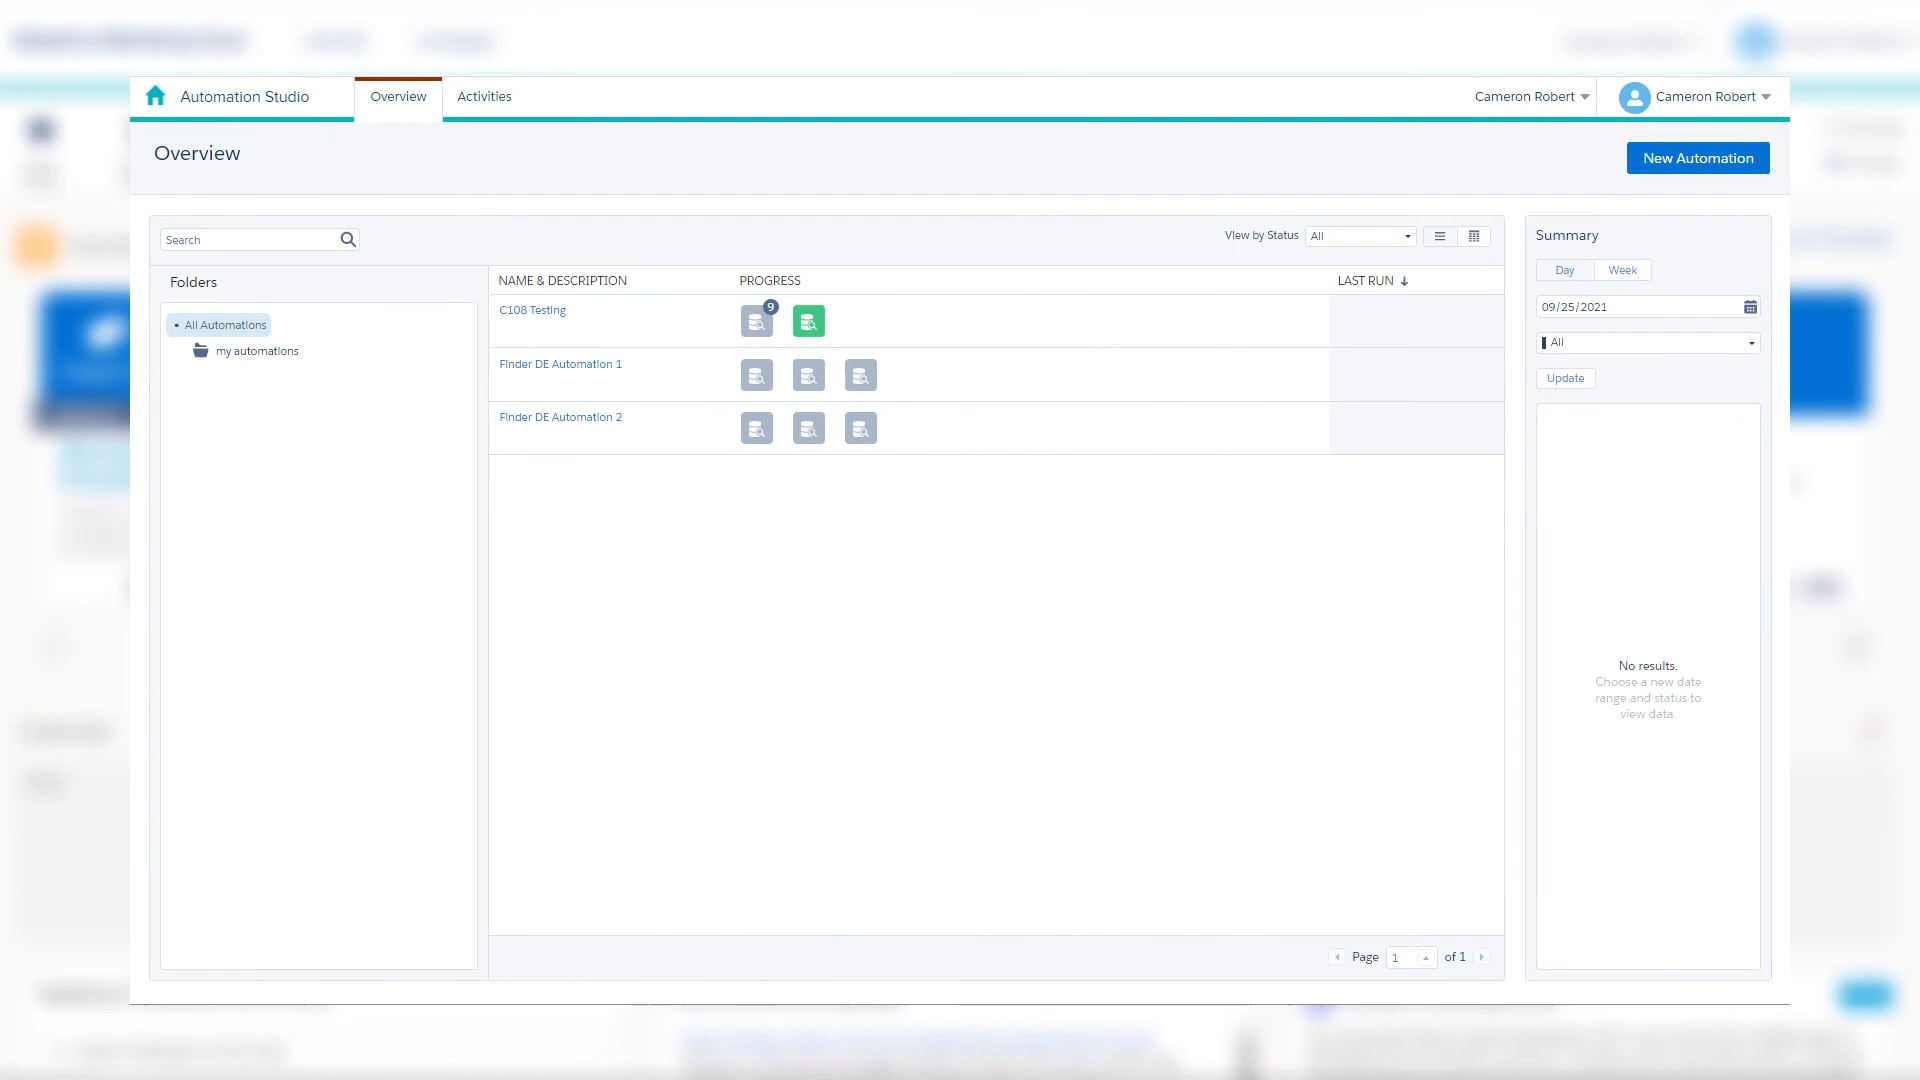 Automation Studio
Overview
Activities
Cameron Robert
Cameron Robert
Overview
New Automation
Search
View by Status
All
Summary
Day
Week
09/25/2021
All
Update
Folders
All Automations
my automations
NAME & DESCRIPTION
PROGRESS
LAST RUN
C108 Testing
9
Finder DE Automation 1
Finder DE Automation 2
No results.
Choose a new date
range and status to
view data.
Page 1 of 1